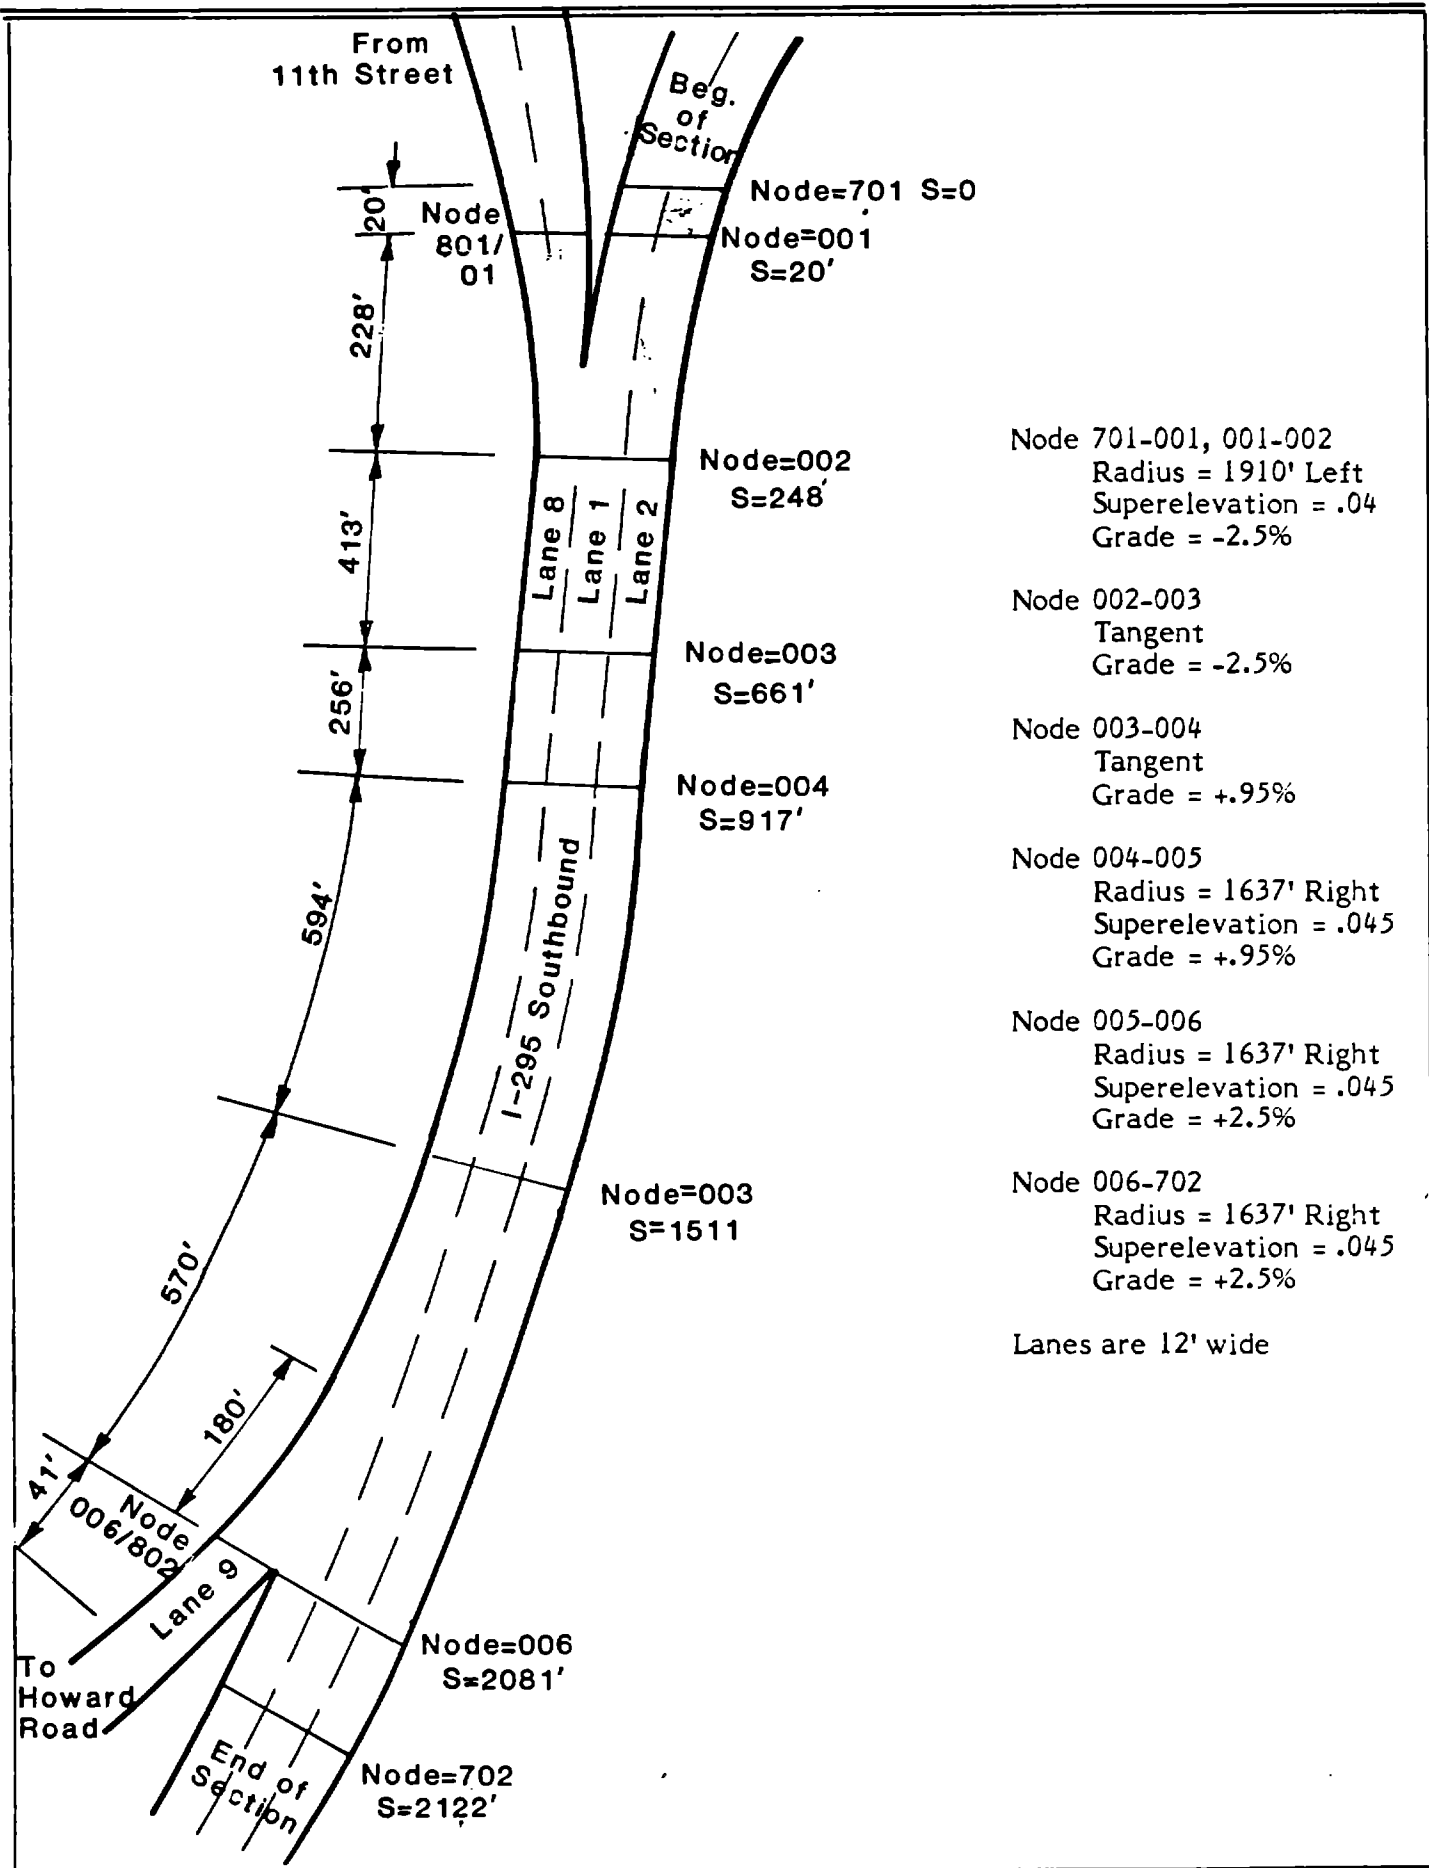 From
11th Street
Beg.
of
Section
20'
Node
801/
01
Node=701 S=0
Node=001
S=20'
228'
Node=002
S=248'
413'
Lane 8
Lane 1
Lane 2
Node=003
S=661'
256'
Node=004
S=917'
594'
I-295 Southbound
Node=003
S=1511
570'
180'
41'
Node
006/802
Lane 9
To
Howard
Road
Node=006
S=2081'
End of
Section
Node=702
S=2122'
Node 701-001, 001-002
Radius = 1910' Left
Superelevation = .04
Grade = -2.5%
Node 002-003
Tangent
Grade = -2.5%
Node 003-004
Tangent
Grade = +.95%
Node 004-005
Radius = 1637' Right
Superelevation = .045
Grade = +.95%
Node 005-006
Radius = 1637' Right
Superelevation = .045
Grade = +2.5%
Node 006-702
Radius = 1637' Right
Superelevation = .045
Grade = +2.5%
Lanes are 12' wide